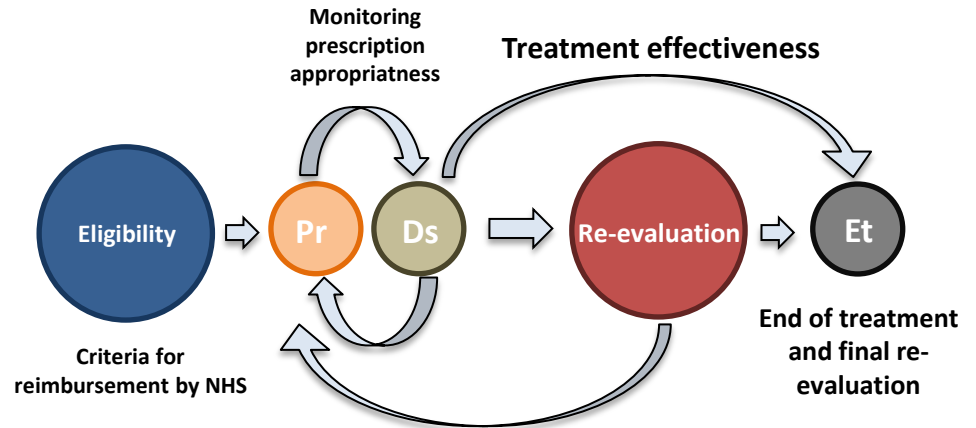 Monitoring
prescription
appropriatness
Treatment effectiveness
Eligibility
Pr
Ds
Re-evaluation
Et
Criteria for
reimbursement by NHS
End of treatment
and final re-
evaluation